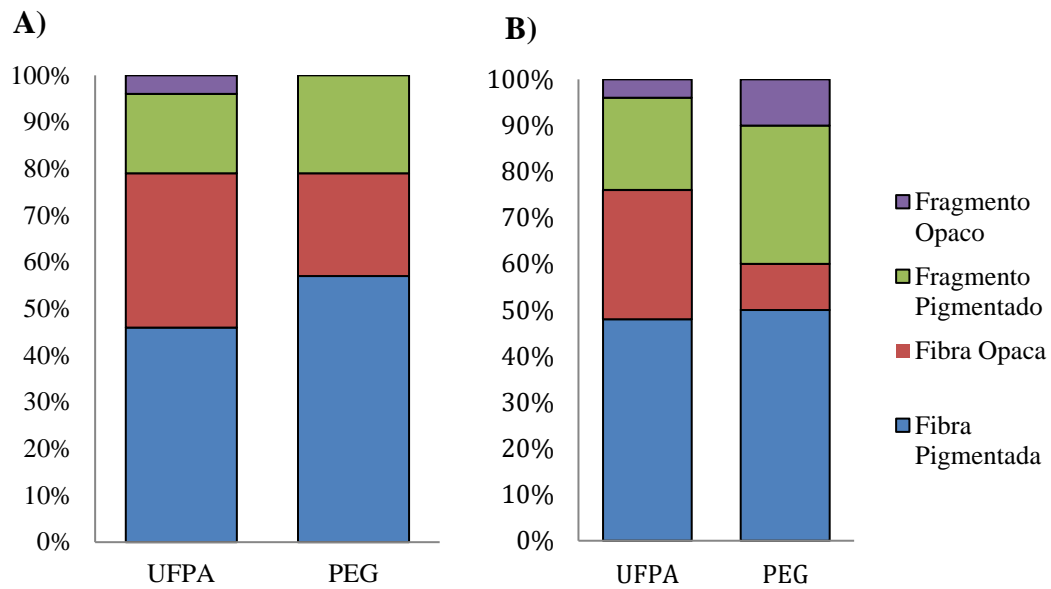 A)
100%
90%
80%
70%
60%
50%
40%
30%
20%
10%
0%
UFPA
PEG
B)
100%
90%
80%
70%
60%
50%
40%
30%
20%
10%
0%
UFPA
PEG
Fragmento
Opaco
Fragmento
Pigmentado
Fibra Opaca
Fibra
Pigmentada